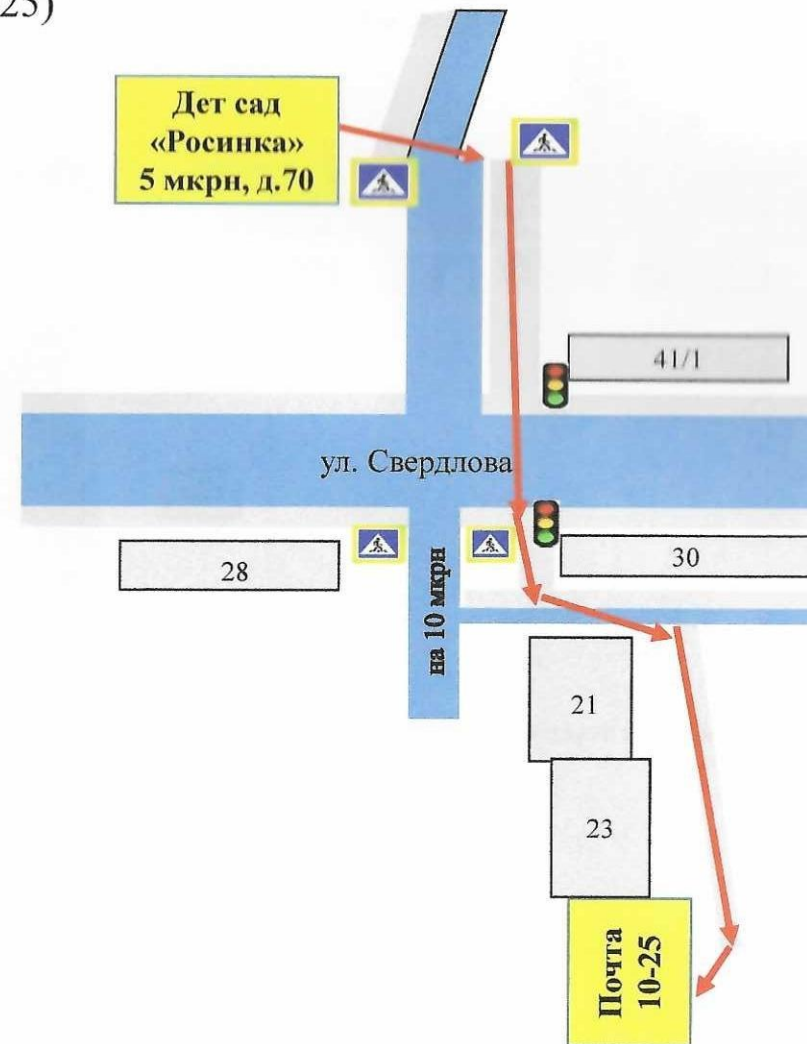 25)
Дет сад
«Росинка»
5 мкрн, д.70
41/1
ул. Свердлова
28
30
на 10 мкрн
21
23
Почта
10-25